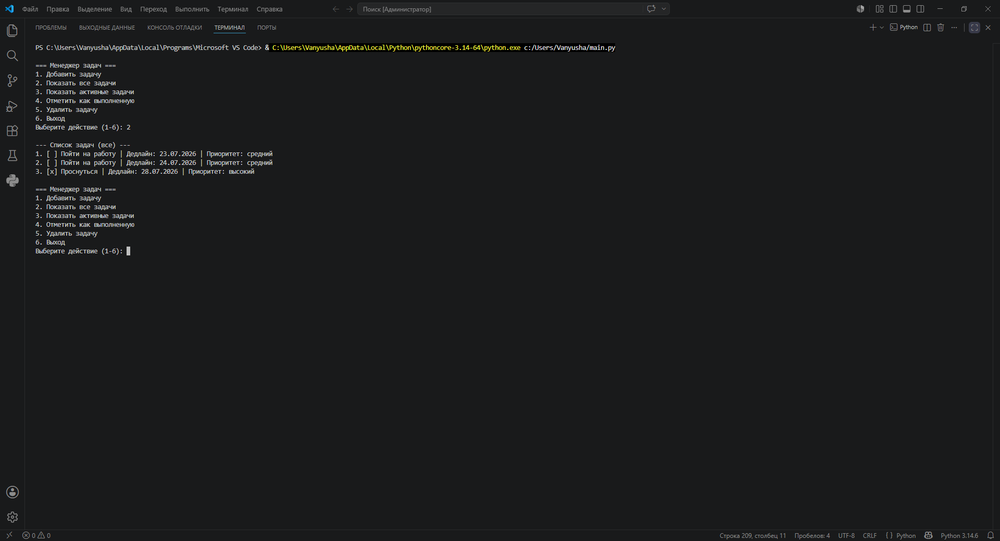 Файл Правка Выделение Вид Переход Выполнить Терминал Справка Поиск [Администратор]
ПРОБЛЕМЫ ВЫХОДНЫЕ ДАННЫЕ КОНСОЛЬ ОТЛАДКИ ТЕРМИНАЛ ПОРТЫ Python
PS C:\Users\Vanyusha\AppData\Local\Programs\Microsoft VS Code> & C:\Users\Vanyusha\AppData\Local\Python\pythoncore-3.14-64\python.exe c:/Users/Vanyusha/main.py
=== Менеджер задач ===
1. Добавить задачу
2. Показать все задачи
3. Показать активные задачи
4. Отметить как выполненную
5. Удалить задачу
6. Выход
Выберите действие (1-6): 2
--- Список задач (все) ---
1. [ ] Пойти на работу | Дедлайн: 23.07.2026 | Приоритет: средний
2. [ ] Пойти на работу | Дедлайн: 24.07.2026 | Приоритет: средний
3. [x] Проснуться | Дедлайн: 28.07.2026 | Приоритет: высокий
=== Менеджер задач ===
1. Добавить задачу
2. Показать все задачи
3. Показать активные задачи
4. Отметить как выполненную
5. Удалить задачу
6. Выход
Выберите действие (1-6):
0 0 Строка 209, столбец 11 Пробелов: 4 UTF-8 CRLF { } Python Python 3.14.6